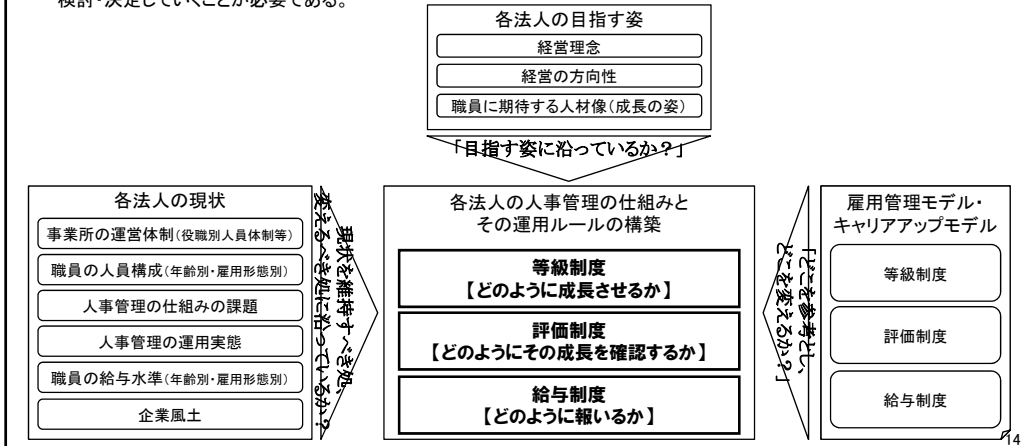 検討・決定していくことが必要である。
各法人の目指す姿
経営理念
経営の方向性
職員に期待する人材像(成長の姿)
「目指す姿に沿っているか?」
各法人の現状
事業所の運営体制(役職別人員体制等)
職員の人員構成(年齢別・雇用形態別)
人事管理の仕組みの課題
人事管理の運用実態
職員の給与水準(年齢別・雇用形態別)
企業風土
現状を維持すべき処、
変えるべき処に沿っているか?
各法人の人事管理の仕組みと
その運用ルールの構築
等級制度
【どのように成長させるか】
評価制度
【どのようにその成長を確認するか】
給与制度
【どのように報いるか】
「どこを参考とし、
どこを変えるか?」
雇用管理モデル・
キャリアアップモデル
等級制度
評価制度
給与制度
14